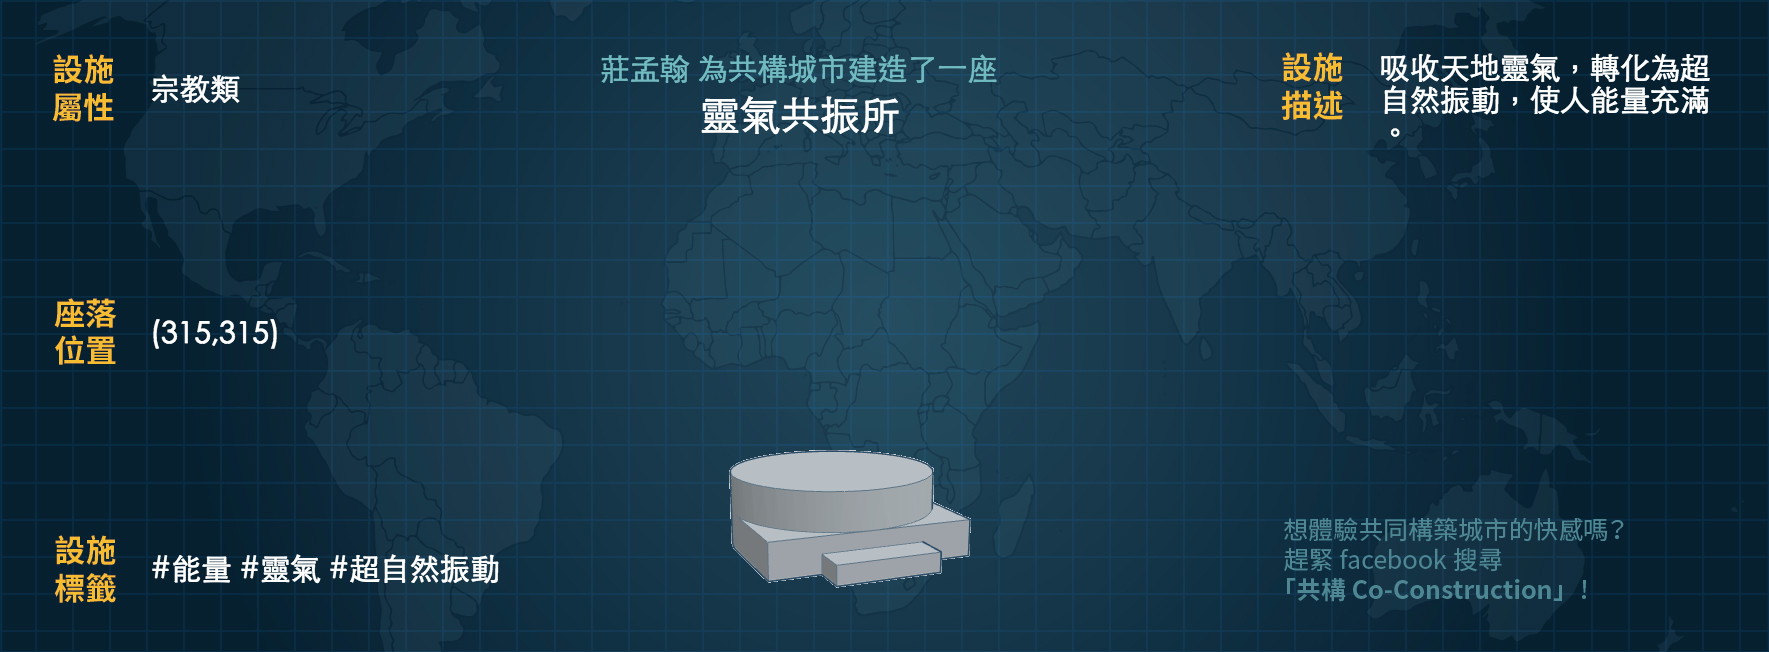 設施
屬性
宗教類
莊孟翰 為共構城市建造了一座
靈氣共振所
設施
描述
吸收天地靈氣，轉化為超
自然振動，使人能量充滿
。
座落
位置
(315,315)
設施
標籤
#能量 #靈氣 #超自然振動
想體驗共同構築城市的快感嗎?
趕緊 facebook 搜尋
「共構 Co-Construction」!